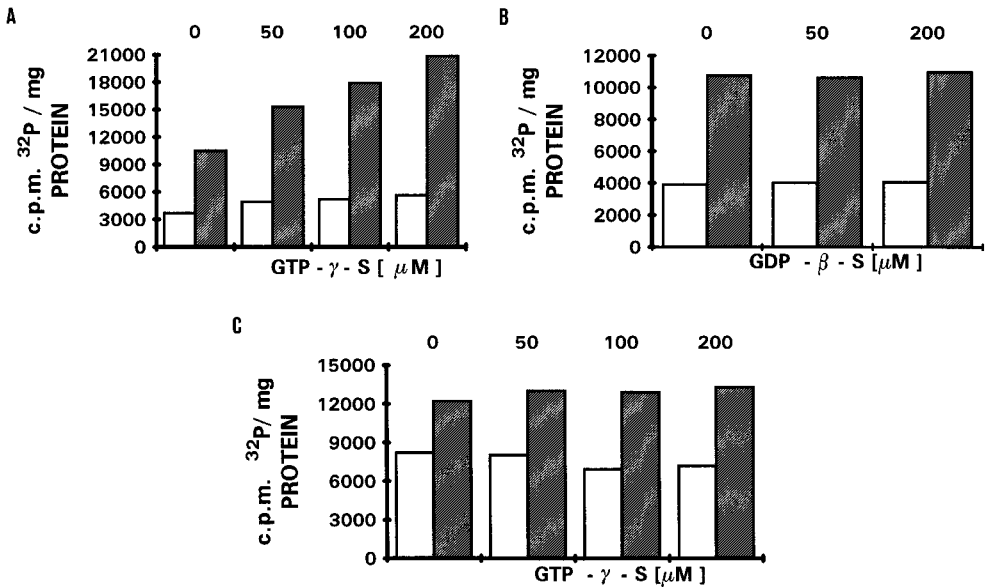 A
0 50 100 200
21000
18000
15000
12000
9000
6000
3000
0
c.p.m. 32P / mg
PROTEIN
GTP - γ - S [ μM ]
B
0 50 200
12000
10000
8000
6000
4000
2000
0
c.p.m. 32P / mg
PROTEIN
GDP - β - S [μM ]
C
0 50 100 200
15000
12000
9000
6000
3000
0
c.p.m. 32P/ mg
PROTEIN
GTP - γ - S [μM ]